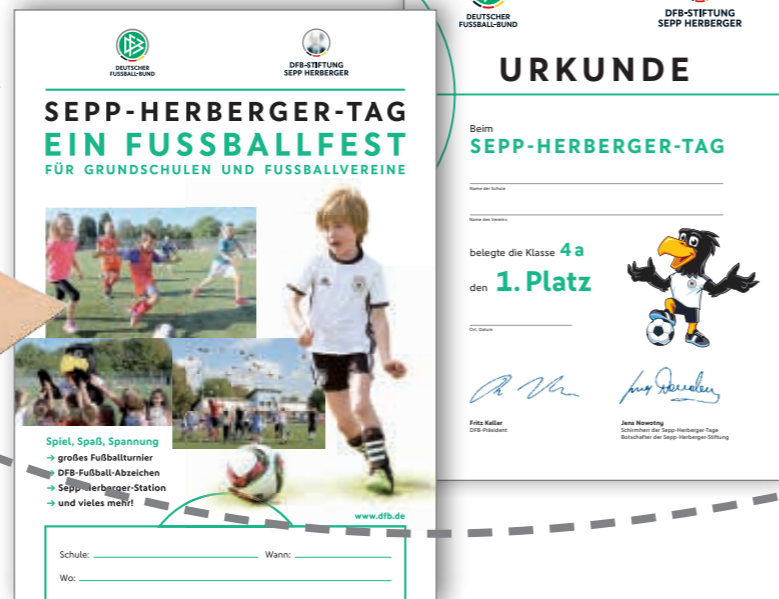 DEUTSCHER
FUSSBALL-BUND
DFB-STIFTUNG
SEPP HERBERGER
SEPP-HERBERGER-TAG
EIN FUSSBALLFEST
FÜR GRUNDSCHULEN UND FUSSBALLVEREINE
Spiel, Spaß, Spannung
→ großes Fußballturnier
→ DFB-Fußball-Abzeichen
→ Sepp-Herberger-Station
→ und vieles mehr!
www.dfb.de
Schule: Wann:
Wo:
DEUTSCHER
FUSSBALL-BUND
DFB-STIFTUNG
SEPP HERBERGER
URKUNDE
Beim
SEPP-HERBERGER-TAG
Name der Schule
Name des Vereins
belegte die Klasse 4 a
den 1. Platz
Ort, Datum
Fritz Keller
DFB-Präsident
Jens Nowotny
Schirmherr der Sepp-Herberger-Tage
Botschafter der Sepp-Herberger-Stiftung